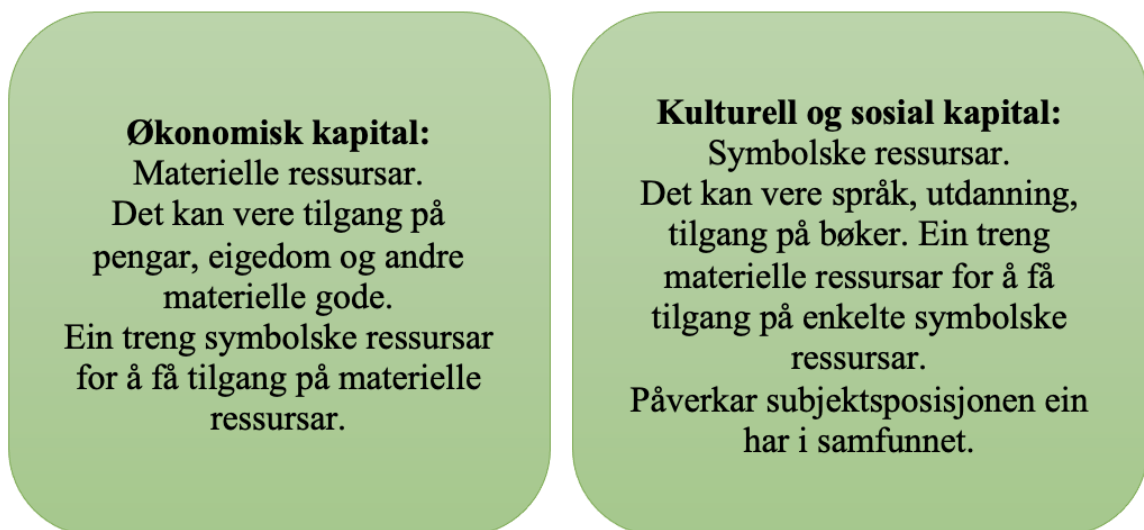 Økonomisk kapital:
Materielle ressursar.
Det kan vere tilgang på
pengar, eigedom og andre
materielle gode.
Ein treng symbolske ressursar
for å få tilgang på materielle
ressursar.
Kulturell og sosial kapital:
Symbolske ressursar.
Det kan vere språk, utdanning,
tilgang på bøker. Ein treng
materielle ressursar for å få
tilgang på enkelte symbolske
ressursar.
Påverkar subjektsposisjonen ein
har i samfunnet.